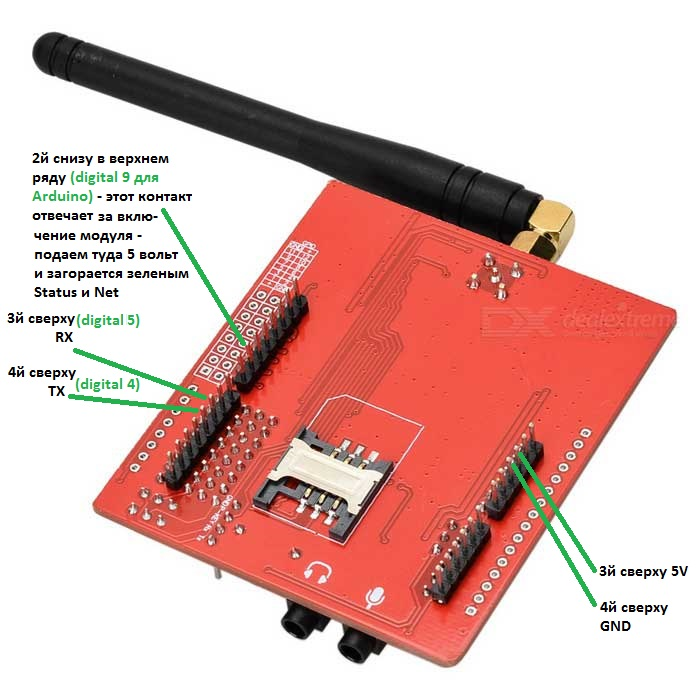 2й снизу в верхнем
ряду (digital 9 для
Arduino) - этот контакт
отвечает за вклю-
чение модуля -
подаем туда 5 вольт
и загорается зеленым
Status и Net
3й сверху (digital 5)
RX
4й сверху (digital 4)
TX
DX dealextreme
3й сверху 5V
4й сверху
GND